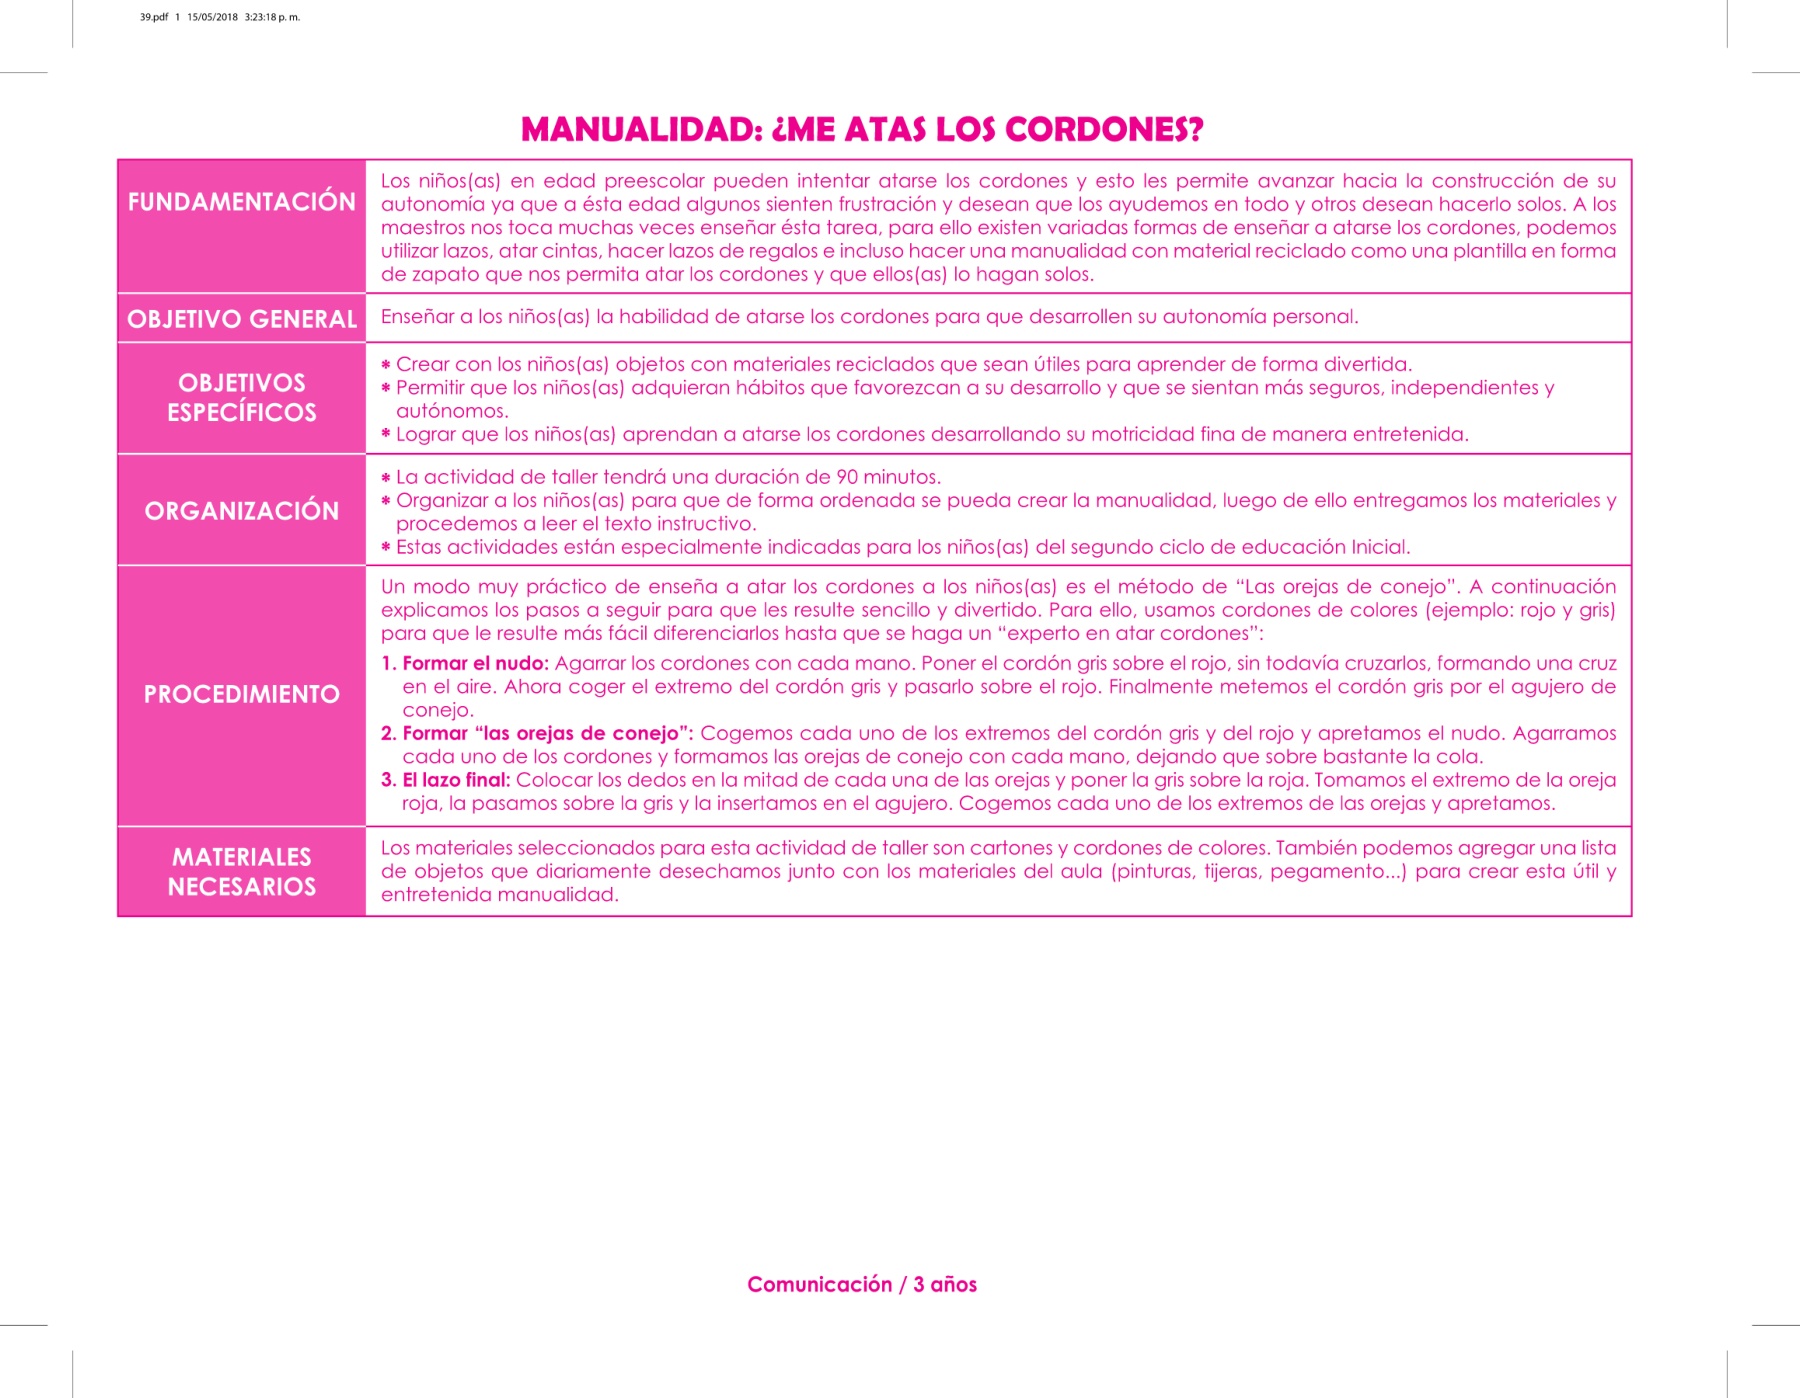 39.pdf 1 15/05/2018 3:23:18 p. m.
MANUALIDAD: ¿ME ATAS LOS CORDONES?
FUNDAMENTACIÓN
Los niños(as) en edad preescolar pueden intentar atarse los cordones y esto les permite avanzar hacia la construcción de su
autonomía ya que a ésta edad algunos sienten frustración y desean que los ayudemos en todo y otros desean hacerlo solos. A los
maestros nos toca muchas veces enseñar ésta tarea, para ello existen variadas formas de enseñar a atarse los cordones, podemos
utilizar lazos, atar cintas, hacer lazos de regalos e incluso hacer una manualidad con material reciclado como una plantilla en forma
de zapato que nos permita atar los cordones y que ellos(as) lo hagan solos.
OBJETIVO GENERAL
Enseñar a los niños(as) la habilidad de atarse los cordones para que desarrollen su autonomía personal.
OBJETIVOS
ESPECÍFICOS
* Crear con los niños(as) objetos con materiales reciclados que sean útiles para aprender de forma divertida.
* Permitir que los niños(as) adquieran hábitos que favorezcan a su desarrollo y que se sientan más seguros, independientes y
autónomos.
* Lograr que los niños(as) aprendan a atarse los cordones desarrollando su motricidad fina de manera entretenida.
ORGANIZACIÓN
* La actividad de taller tendrá una duración de 90 minutos.
* Organizar a los niños(as) para que de forma ordenada se pueda crear la manualidad, luego de ello entregamos los materiales y
procedemos a leer el texto instructivo.
* Estas actividades están especialmente indicadas para los niños(as) del segundo ciclo de educación Inicial.
PROCEDIMIENTO
Un modo muy práctico de enseña a atar los cordones a los niños(as) es el método de “Las orejas de conejo”. A continuación
explicamos los pasos a seguir para que les resulte sencillo y divertido. Para ello, usamos cordones de colores (ejemplo: rojo y gris)
para que le resulte más fácil diferenciarlos hasta que se haga un “experto en atar cordones”:
1. Formar el nudo: Agarrar los cordones con cada mano. Poner el cordón gris sobre el rojo, sin todavía cruzarlos, formando una cruz
en el aire. Ahora coger el extremo del cordón gris y pasarlo sobre el rojo. Finalmente metemos el cordón gris por el agujero de
conejo.
2. Formar “las orejas de conejo”: Cogemos cada uno de los extremos del cordón gris y del rojo y apretamos el nudo. Agarramos
cada uno de los cordones y formamos las orejas de conejo con cada mano, dejando que sobre bastante la cola.
3. El lazo final: Colocar los dedos en la mitad de cada una de las orejas y poner la gris sobre la roja. Tomamos el extremo de la oreja
roja, la pasamos sobre la gris y la insertamos en el agujero. Cogemos cada uno de los extremos de las orejas y apretamos.
MATERIALES
NECESARIOS
Los materiales seleccionados para esta actividad de taller son cartones y cordones de colores. También podemos agregar una lista
de objetos que diariamente desechamos junto con los materiales del aula (pinturas, tijeras, pegamento...) para crear esta útil y
entretenida manualidad.
Comunicación / 3 años